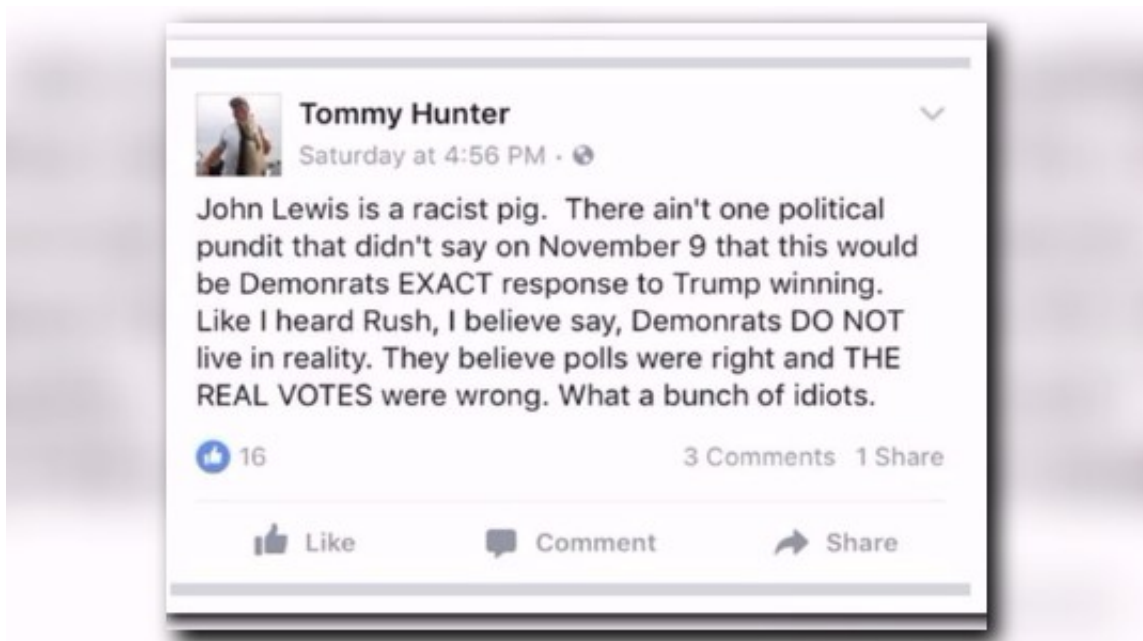 Tommy Hunter
Saturday at 4:56 PM ·
John Lewis is a racist pig.  There ain't one political
pundit that didn't say on November 9 that this would
be Demonrats EXACT response to Trump winning.
Like I heard Rush, I believe say, Demonrats DO NOT
live in reality. They believe polls were right and THE
REAL VOTES were wrong. What a bunch of idiots.
16 3 Comments 1 Share
Like Comment Share